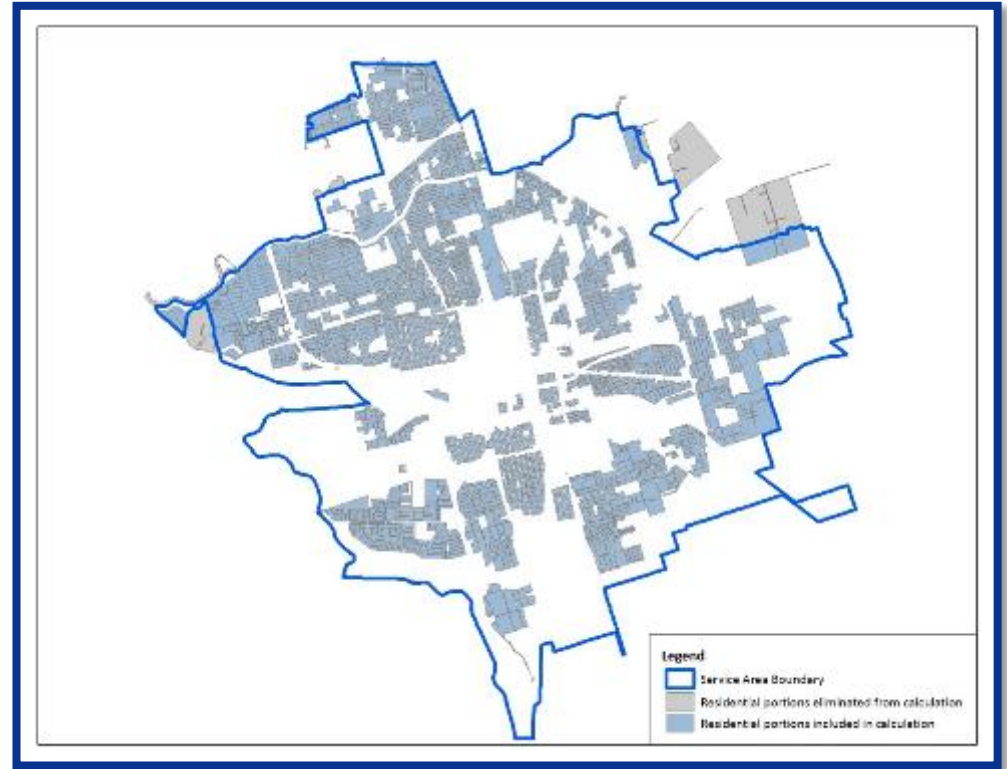 Legend
Service Area Boundary
Residential portions eliminated from calculation
Residential portions included in calculation